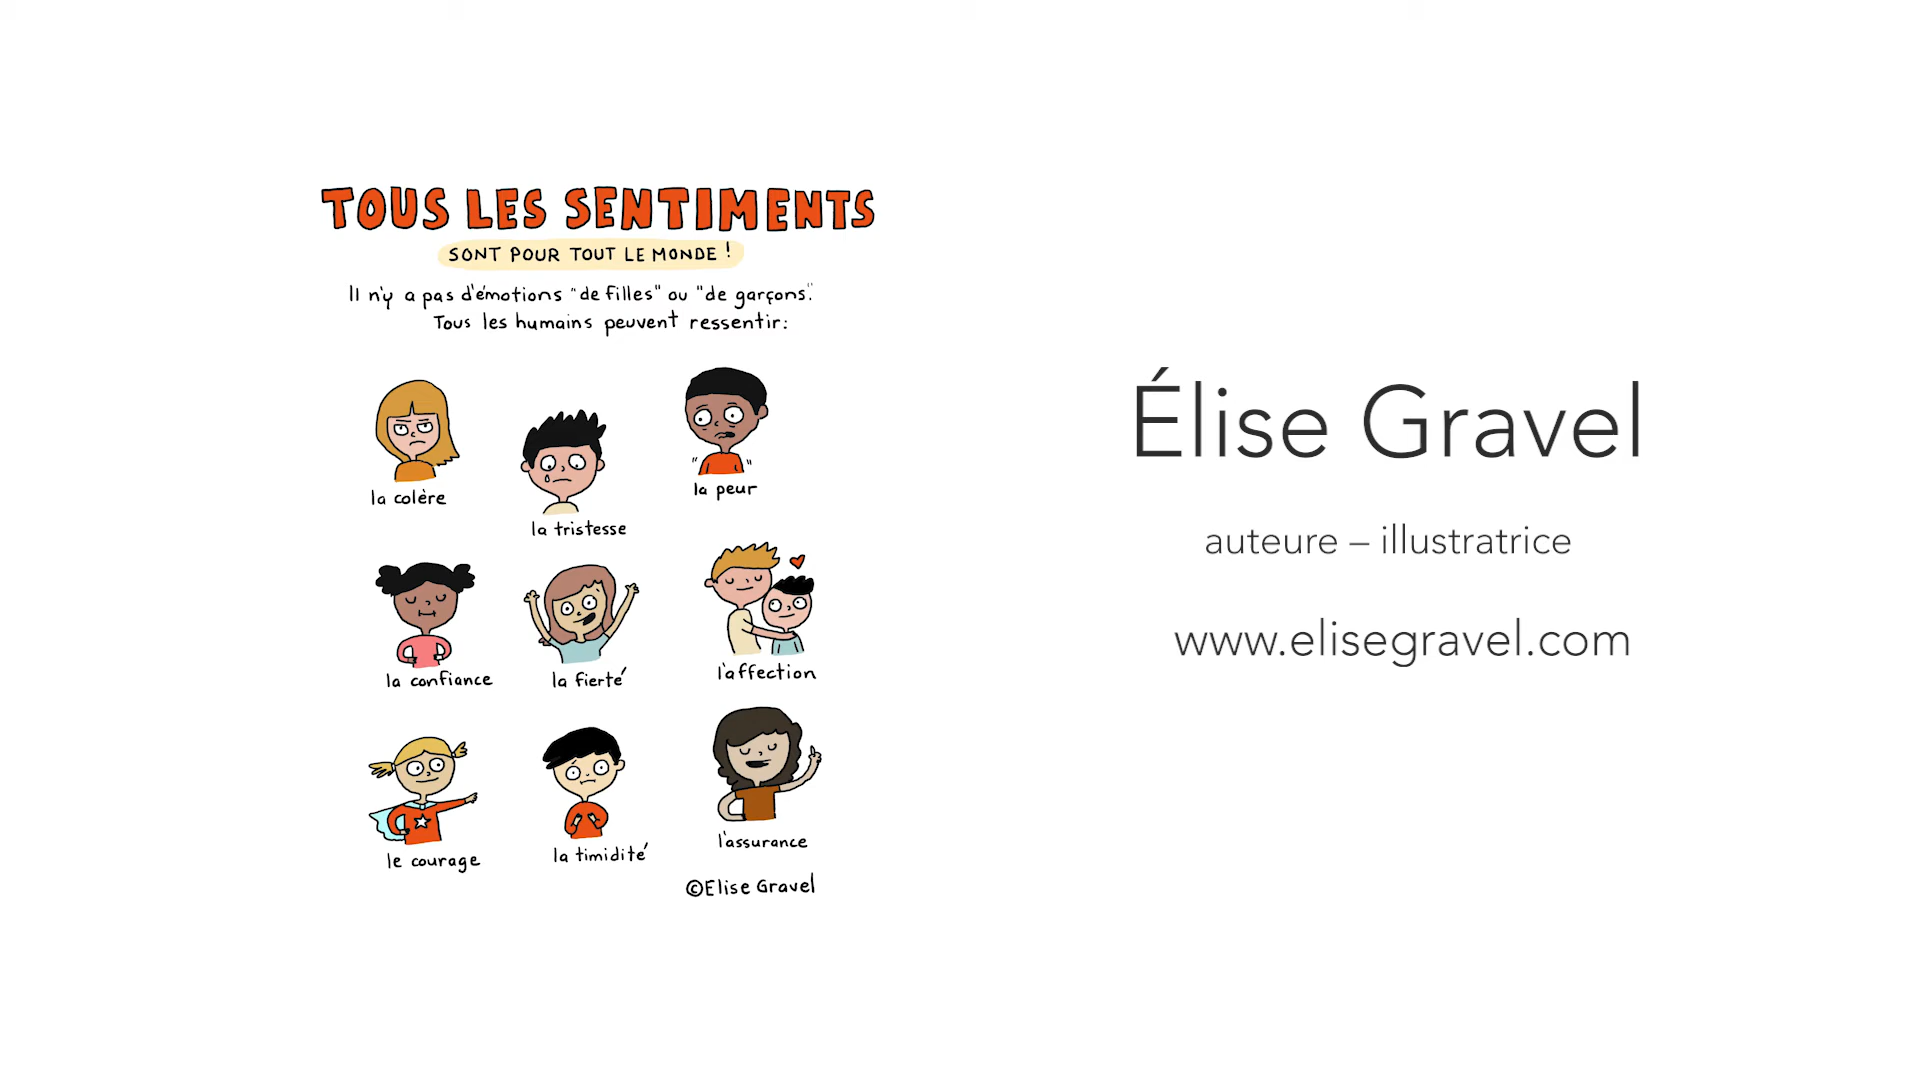 TOUS LES SENTIMENTS
SONT POUR TOUT LE MONDE !
Il n'y a pas d'émotions "de filles" ou "de garçons".
Tous les humains peuvent ressentir:
la colère
la tristesse
la peur
la confiance
la fierté
l'affection
le courage
la timidité
l'assurance
©Elise Gravel
Élise Gravel
auteure – illustratrice
www.elisegravel.com